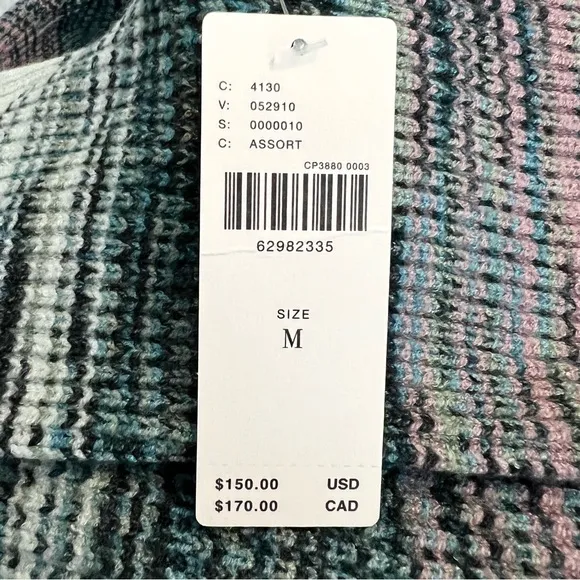 C: 4130
V: 052910
S: 0000010
C: ASSORT
CP3880 0003
62982335
SIZE
M
$150.00 USD
$170.00 CAD